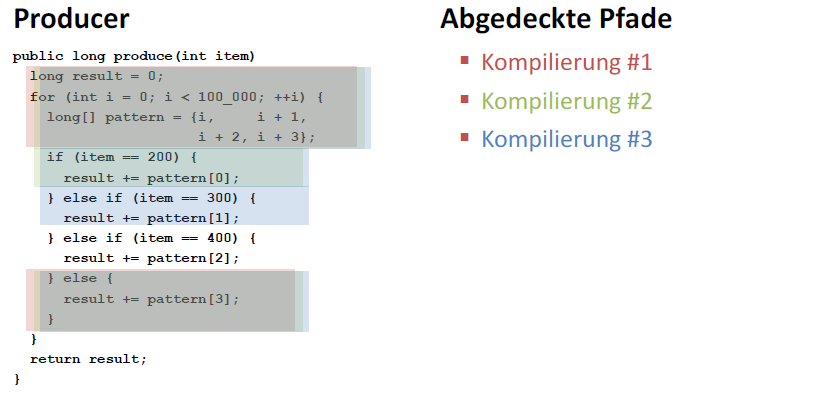 Producer
public long produce(int item)
long result = 0;
for (int i = 0; i < 100_000; ++i) {
long[] pattern = {i, i + 1,
i + 2, i + 3};
if (item == 200) {
result += pattern[0];
} else if (item == 300) {
result += pattern[1];
} else if (item == 400) {
result += pattern[2];
} else {
result += pattern[3];
}
}
return result;
}
Abgedeckte Pfade
Kompilierung #1
Kompilierung #2
Kompilierung #3